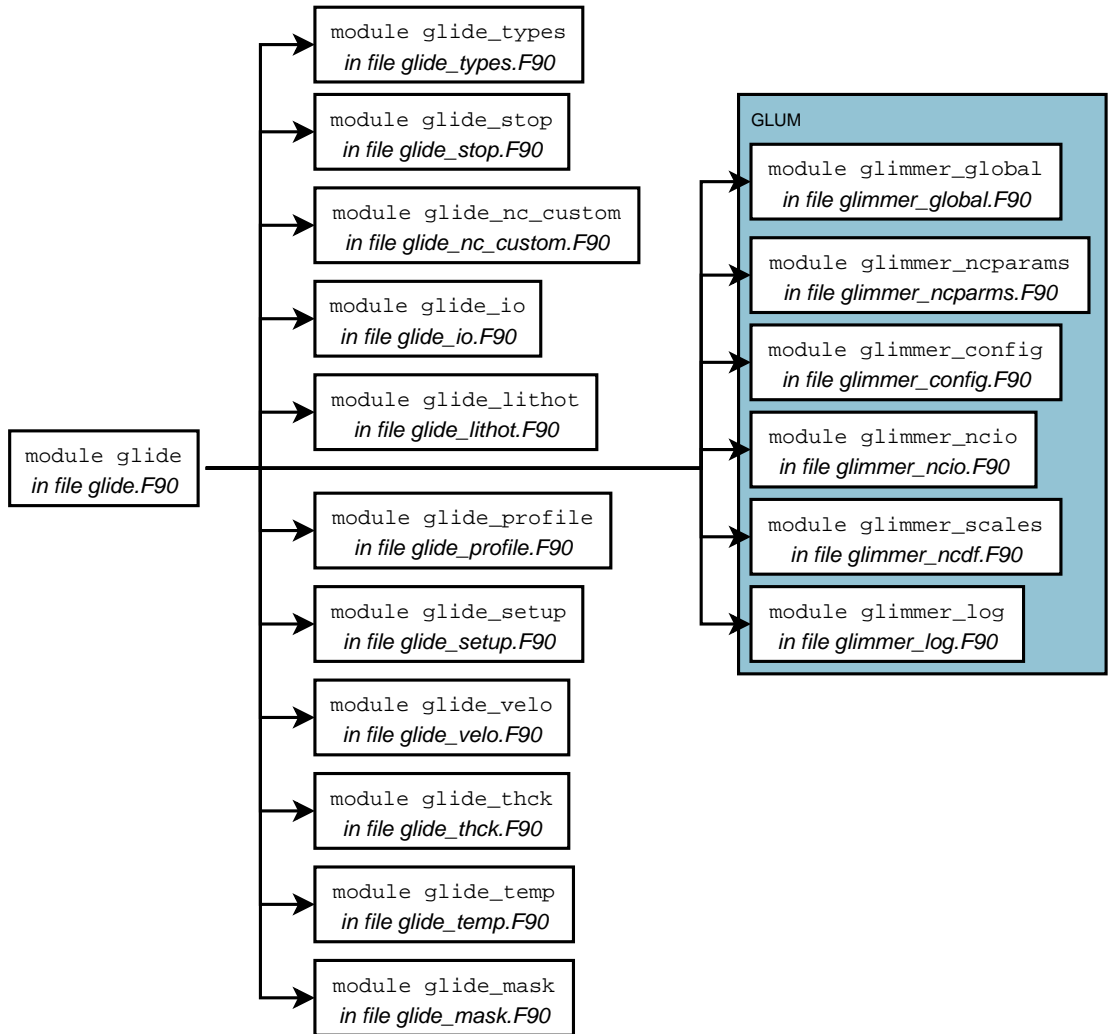 module glide_types
in file glide_types.F90
module glide_stop
in file glide_stop.F90
module glide_nc_custom
in file glide_nc_custom.F90
module glide_io
in file glide_io.F90
module glide_lithot
in file glide_lithot.F90
module glide
in file glide.F90
module glide_profile
in file glide_profile.F90
module glide_setup
in file glide_setup.F90
module glide_velo
in file glide_velo.F90
module glide_thck
in file glide_thck.F90
module glide_temp
in file glide_temp.F90
module glide_mask
in file glide_mask.F90
GLUM
module glimmer_global
in file glimmer_global.F90
module glimmer_ncparams
in file glimmer_ncparms.F90
module glimmer_config
in file glimmer_config.F90
module glimmer_ncio
in file glimmer_ncio.F90
module glimmer_scales
in file glimmer_ncdf.F90
module glimmer_log
in file glimmer_log.F90